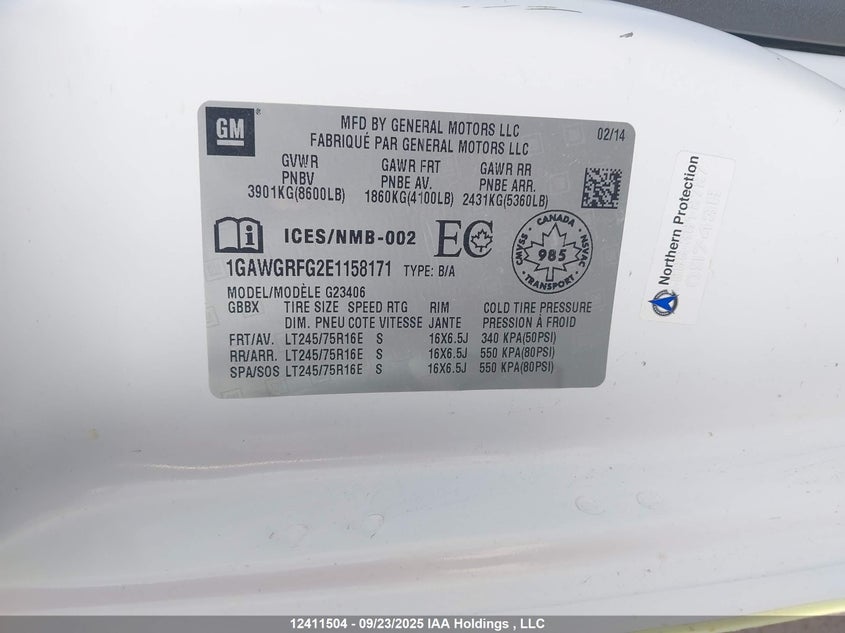 GM
MFD BY GENERAL MOTORS LLC
FABRIQUÉ PAR GENERAL MOTORS LLC
02/14
GVWR
PNBV
3901KG(8600LB)
GAWR FRT
PNBE AV.
1860KG(4100LB)
GAWR RR
PNBE ARR.
2431KG(5360LB)
ICES/NMB-002
EC
CANADA
CMVSS
NSVAC
985
TRANSPORT
1GAWGRFG2E1158171 TYPE: B/A
MODEL/MODÈLE G23406
GBBX TIRE SIZE SPEED RTG RIM COLD TIRE PRESSURE
DIM. PNEU COTE VITESSE JANTE PRESSION À FROID
FRT/AV. LT245/75R16E S 16X6.5J 340 KPA(50PSI)
RR/ARR. LT245/75R16E S 16X6.5J 550 KPA(80PSI)
SPA/SOS LT245/75R16E S 16X6.5J 550 KPA(80PSI)
Northern Protection
12411504 - 09/23/2025 IAA Holdings , LLC